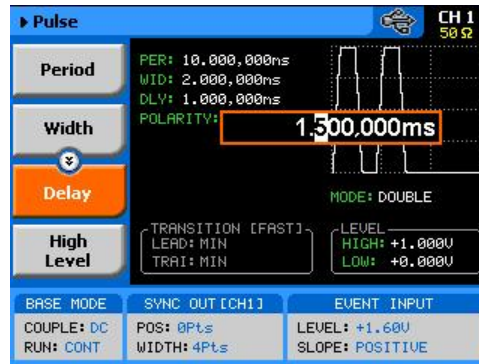 Pulse
CH 1
50 Ω
Period
PER: 10.000,000ms
WID: 2.000,000ms
DLY: 1.000,000ms
POLARITY:
1.500,000ms
Width
Delay
MODE: DOUBLE
High
Level
TRANSITION [FAST]
LEAD: MIN
TRAI: MIN
LEVEL
HIGH: +1.000V
LOW: +0.000V
BASE MODE
COUPLE: DC
RUN: CONT
SYNC OUT [CH1]
POS: 0Pts
WIDTH: 4Pts
EVENT INPUT
LEVEL: +1.60V
SLOPE: POSITIVE